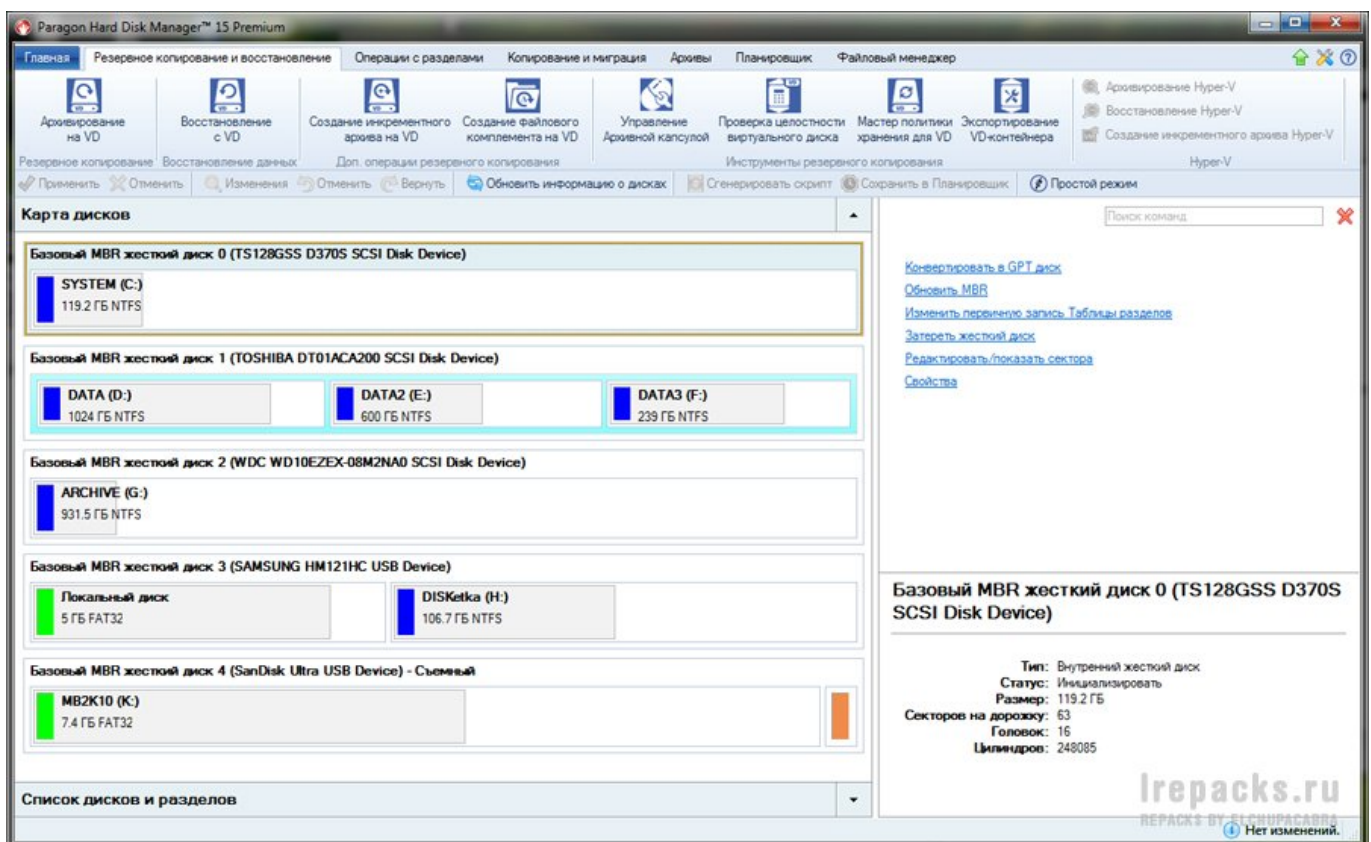 Paragon Hard Disk Manager™ 15 Premium
Главная Резервное копирование и восстановление Операции с разделами Копирование и миграция Архивы Планировщик Файловый менеджер
Архивирование на VD
Восстановление с VD
Создание инкрементного архива на VD
Создание файлового комплемента на VD
Управление Архивной капсулой
Проверка целостности виртуального диска
Мастер политики хранения для VD
Экспортирование VD-контейнера
Архивирование Hyper-V
Восстановление Hyper-V
Создание инкрементного архива Hyper-V
Резервное копирование Восстановление данных Доп. операции резервного копирования Инструменты резервного копирования Hyper-V
Применить Отменить Изменения Отменить Вернуть Обновить информацию о дисках Сгенерировать скрипт Сохранить в Планировщик Простой режим
Карта дисков
Базовый MBR жесткий диск 0 (TS128GSS D370S SCSI Disk Device)
SYSTEM (C:)
119.2 ГБ NTFS
Базовый MBR жесткий диск 1 (TOSHIBA DT01ACA200 SCSI Disk Device)
DATA (D:) DATA2 (E:) DATA3 (F:)
1024 ГБ NTFS 600 ГБ NTFS 239 ГБ NTFS
Базовый MBR жесткий диск 2 (WDC WD10EZEX-08M2NA0 SCSI Disk Device)
ARCHIVE (G:)
931.5 ГБ NTFS
Базовый MBR жесткий диск 3 (SAMSUNG HM121HC USB Device)
Локальный диск DISKetka (H:)
5 ГБ FAT32 106.7 ГБ NTFS
Базовый MBR жесткий диск 4 (SanDisk Ultra USB Device) - Съемный
MB2K10 (K:)
7.4 ГБ FAT32
Список дисков и разделов
Поиск команд
Конвертировать в GPT диск
Обновить MBR
Изменить первичную запись Таблицы разделов
Затереть жесткий диск
Редактировать/показать сектора
Свойства
Базовый MBR жесткий диск 0 (TS128GSS D370S
SCSI Disk Device)
Тип: Внутренний жесткий диск
Статус: Инициализировать
Размер: 119.2 ГБ
Секторов на дорожку: 63
Головок: 16
Цилиндров: 248085
lrepacks.ru
REPACKS BY ELCHUPACABRA
Нет изменений.